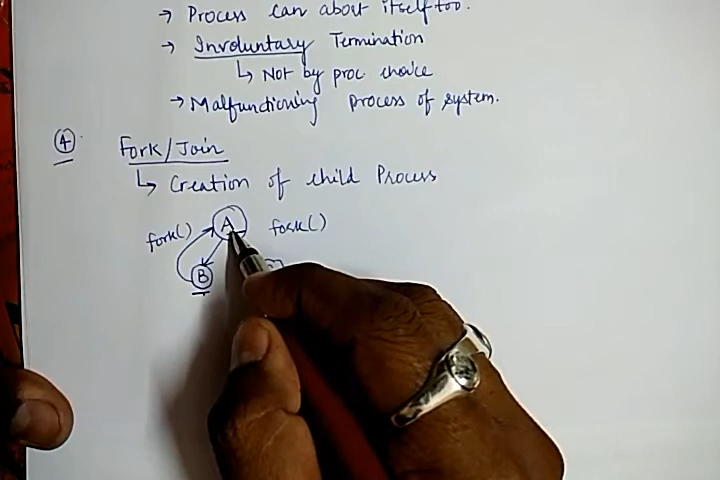 → Process can about itself too.
→ Involuntary Termination
↳ Not by proc choice
→ Malfunctioning Process of system.
④ Fork/Join
↳ Creation of child Process
fork() A fork()
B